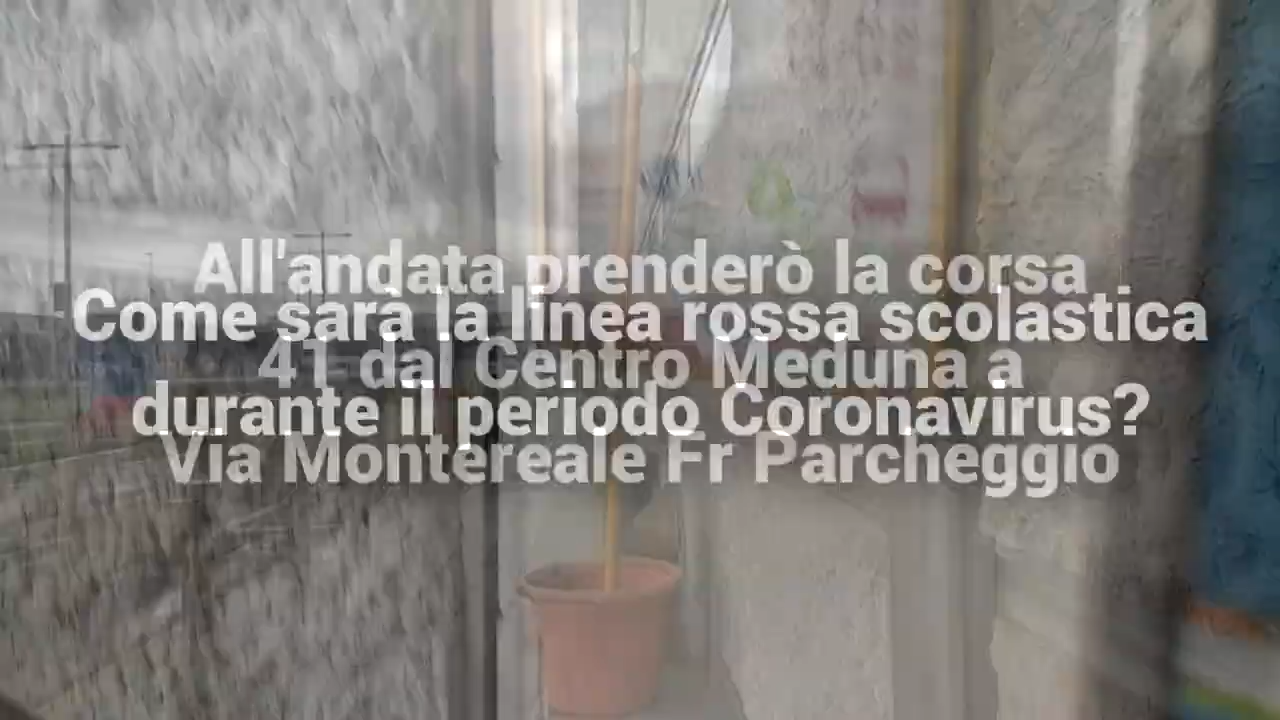 All'andata prenderò la corsa
Come sarà la linea rossa scolastica
41 dal Centro Meduna a
durante il periodo Coronavirus?
Via Montereale Fr Parcheggio